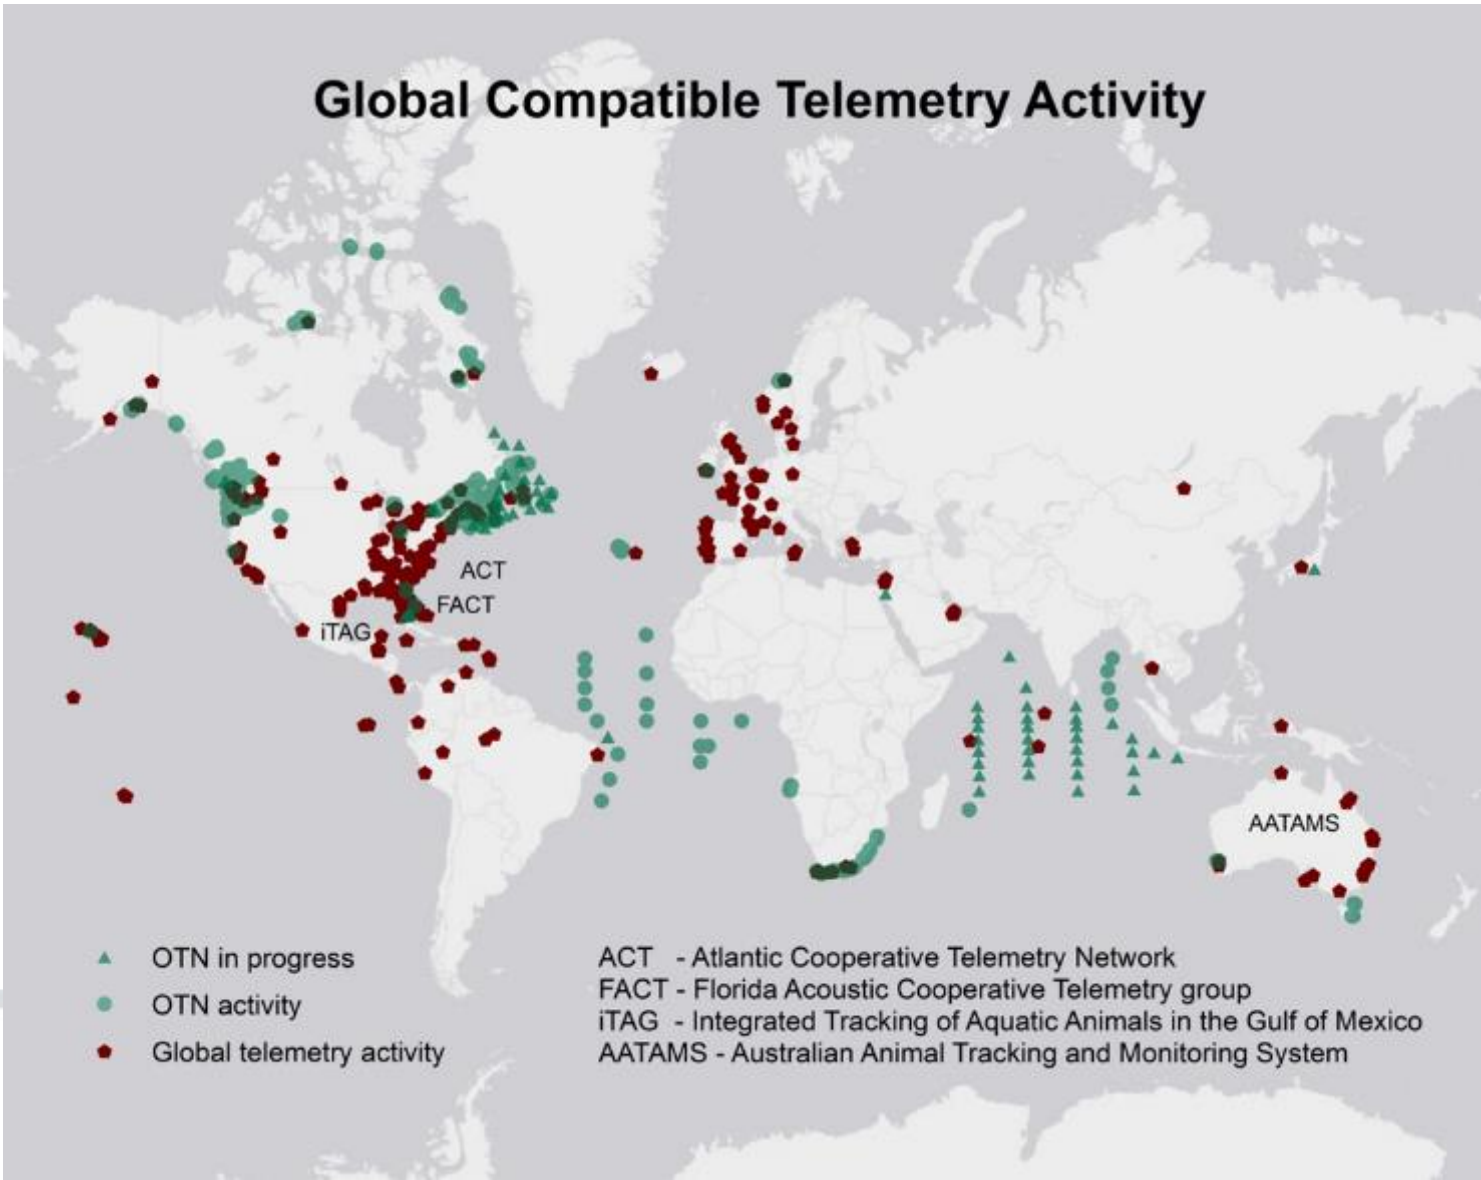 Global Compatible Telemetry Activity
ACT
FACT
iTAG
AATAMS
OTN in progress
OTN activity
Global telemetry activity
ACT - Atlantic Cooperative Telemetry Network
FACT - Florida Acoustic Cooperative Telemetry group
iTAG - Integrated Tracking of Aquatic Animals in the Gulf of Mexico
AATAMS - Australian Animal Tracking and Monitoring System